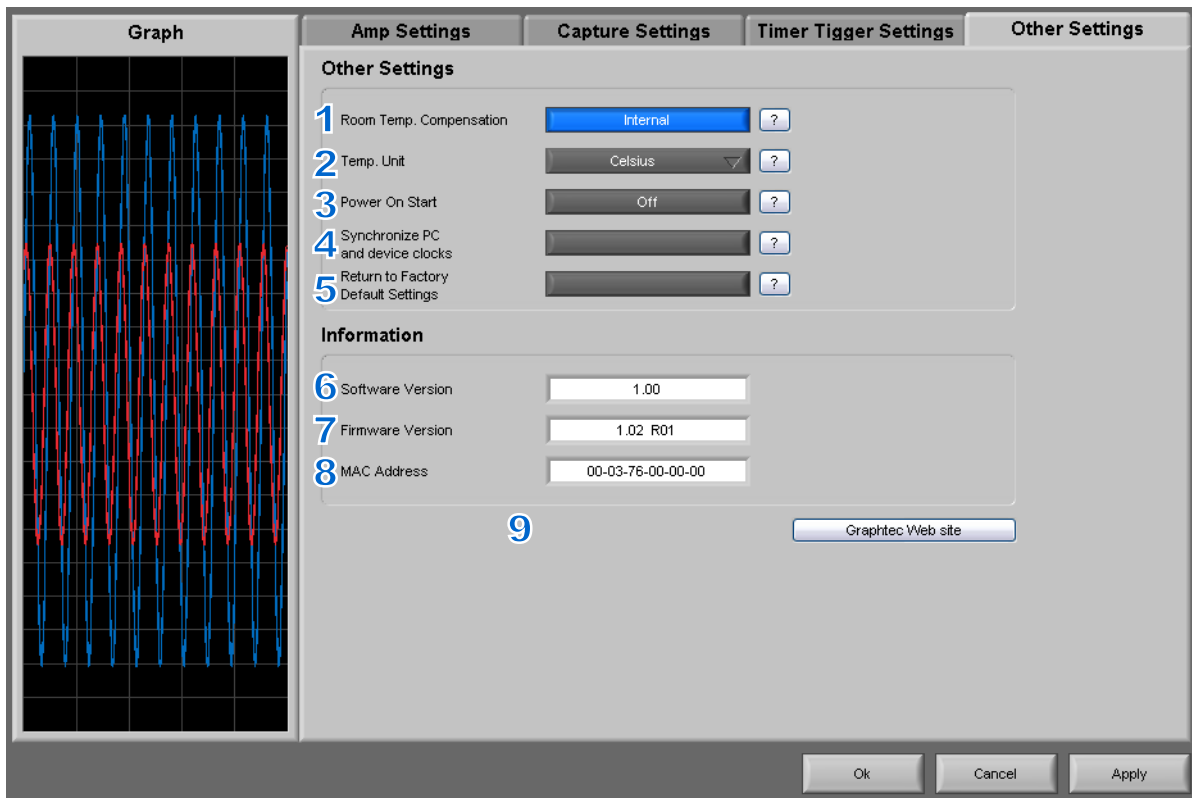 Graph
Amp Settings
Capture Settings
Timer Tigger Settings
Other Settings
Other Settings
1 Room Temp. Compensation Internal ?
2 Temp. Unit Celsius ?
3 Power On Start Off ?
4 Synchronize PC
and device clocks ?
5 Return to Factory
Default Settings ?
Information
6 Software Version 1.00
7 Firmware Version 1.02 R01
8 MAC Address 00-03-76-00-00-00
9 Graphtec Web site
Ok Cancel Apply